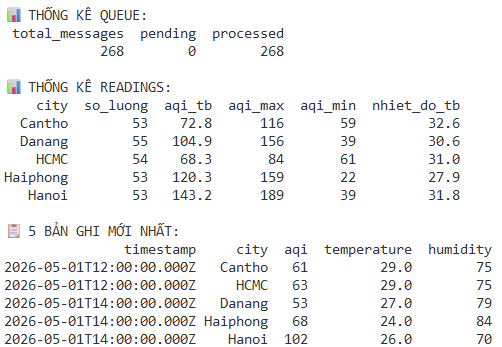 📊 THỐNG KÊ QUEUE:
total_messages  pending  processed
268        0        268

📊 THỐNG KÊ READINGS:
city  so_luong  aqi_tb  aqi_max  aqi_min  nhiet_do_tb
Cantho        53    72.8      116       59         32.6
Danang        55   104.9      156       39         30.6
HCMC        54    68.3       84       61         31.0
Haiphong        53   120.3      159       22         27.9
Hanoi        53   143.2      189       39         31.8

📋 5 BẢN GHI MỚI NHẤT:
timestamp     city  aqi  temperature  humidity
2026-05-01T12:00:00.000Z   Cantho   61         29.0        75
2026-05-01T12:00:00.000Z     HCMC   63         29.0        75
2026-05-01T14:00:00.000Z   Danang   53         27.0        79
2026-05-01T14:00:00.000Z Haiphong   68         24.0        84
2026-05-01T14:00:00.000Z    Hanoi  102         26.0        70